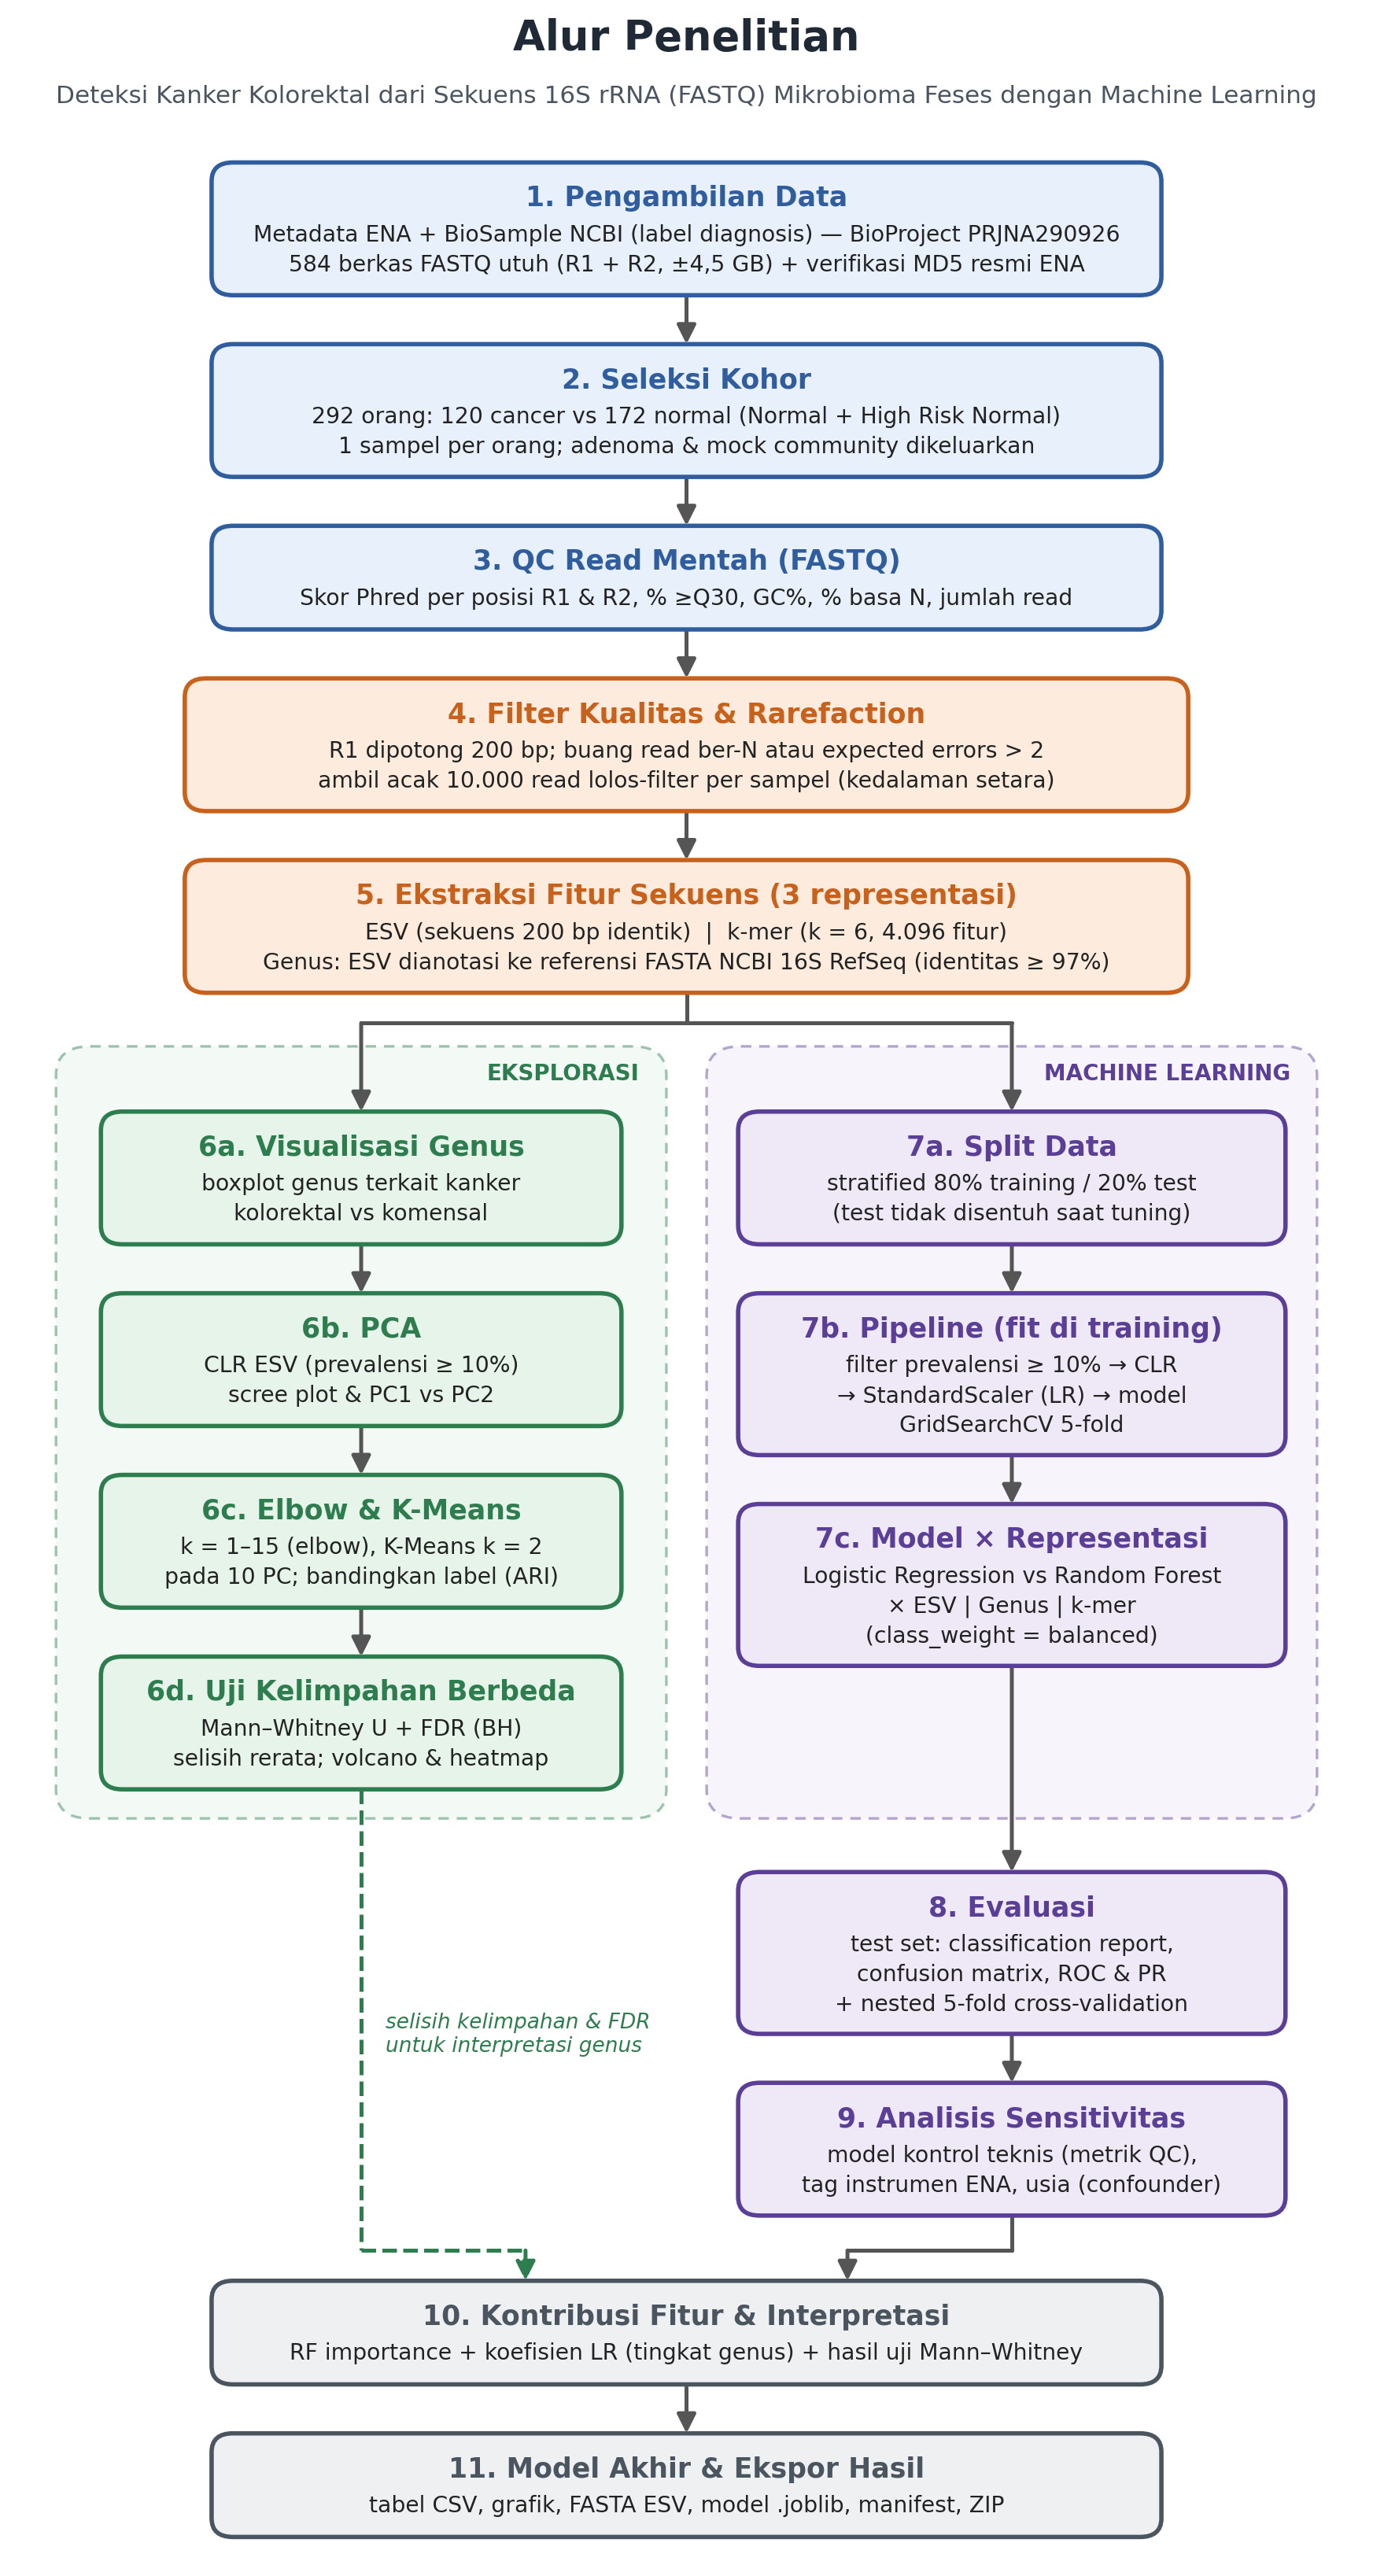 Alur Penelitian
Deteksi Kanker Kolorektal dari Sekuens 16S rRNA (FASTQ) Mikrobioma Feses dengan Machine Learning
1. Pengambilan Data
Metadata ENA + BioSample NCBI (label diagnosis) — BioProject PRJNA290926
584 berkas FASTQ utuh (R1 + R2, ±4,5 GB) + verifikasi MD5 resmi ENA
2. Seleksi Kohor
292 orang: 120 cancer vs 172 normal (Normal + High Risk Normal)
1 sampel per orang; adenoma & mock community dikeluarkan
3. QC Read Mentah (FASTQ)
Skor Phred per posisi R1 & R2, % ≥Q30, GC%, % basa N, jumlah read
4. Filter Kualitas & Rarefaction
R1 dipotong 200 bp; buang read ber-N atau expected errors > 2
ambil acak 10.000 read lolos-filter per sampel (kedalaman setara)
5. Ekstraksi Fitur Sekuens (3 representasi)
ESV (sekuens 200 bp identik) | k-mer (k = 6, 4.096 fitur)
Genus: ESV dianotasi ke referensi FASTA NCBI 16S RefSeq (identitas ≥ 97%)
EKSPLORASI
6a. Visualisasi Genus
boxplot genus terkait kanker
kolorektal vs komensal
6b. PCA
CLR ESV (prevalensi ≥ 10%)
scree plot & PC1 vs PC2
6c. Elbow & K-Means
k = 1–15 (elbow), K-Means k = 2
pada 10 PC; bandingkan label (ARI)
6d. Uji Kelimpahan Berbeda
Mann–Whitney U + FDR (BH)
selisih rerata; volcano & heatmap
MACHINE LEARNING
7a. Split Data
stratified 80% training / 20% test
(test tidak disentuh saat tuning)
7b. Pipeline (fit di training)
filter prevalensi ≥ 10% → CLR
→ StandardScaler (LR) → model
GridSearchCV 5-fold
7c. Model × Representasi
Logistic Regression vs Random Forest
× ESV | Genus | k-mer
(class_weight = balanced)
8. Evaluasi
test set: classification report,
confusion matrix, ROC & PR
+ nested 5-fold cross-validation
selisih kelimpahan & FDR
untuk interpretasi genus
9. Analisis Sensitivitas
model kontrol teknis (metrik QC),
tag instrumen ENA, usia (confounder)
10. Kontribusi Fitur & Interpretasi
RF importance + koefisien LR (tingkat genus) + hasil uji Mann–Whitney
11. Model Akhir & Ekspor Hasil
tabel CSV, grafik, FASTA ESV, model .joblib, manifest, ZIP